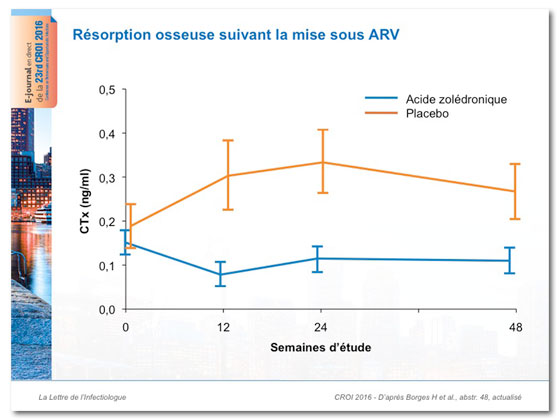 Résorption osseuse suivant la mise sous ARV
E-journal en direct
de la 23rd CROI 2016
0,5
0,4
0,3
0,2
0,1
0,0
CTx (ng/ml)
Acide zolédronique
Placebo
0
12
24
48
Semaines d’étude
La Lettre de l’Infectiologue
CROI 2016 - D’après Borges H et al., abstr. 48, actualisé